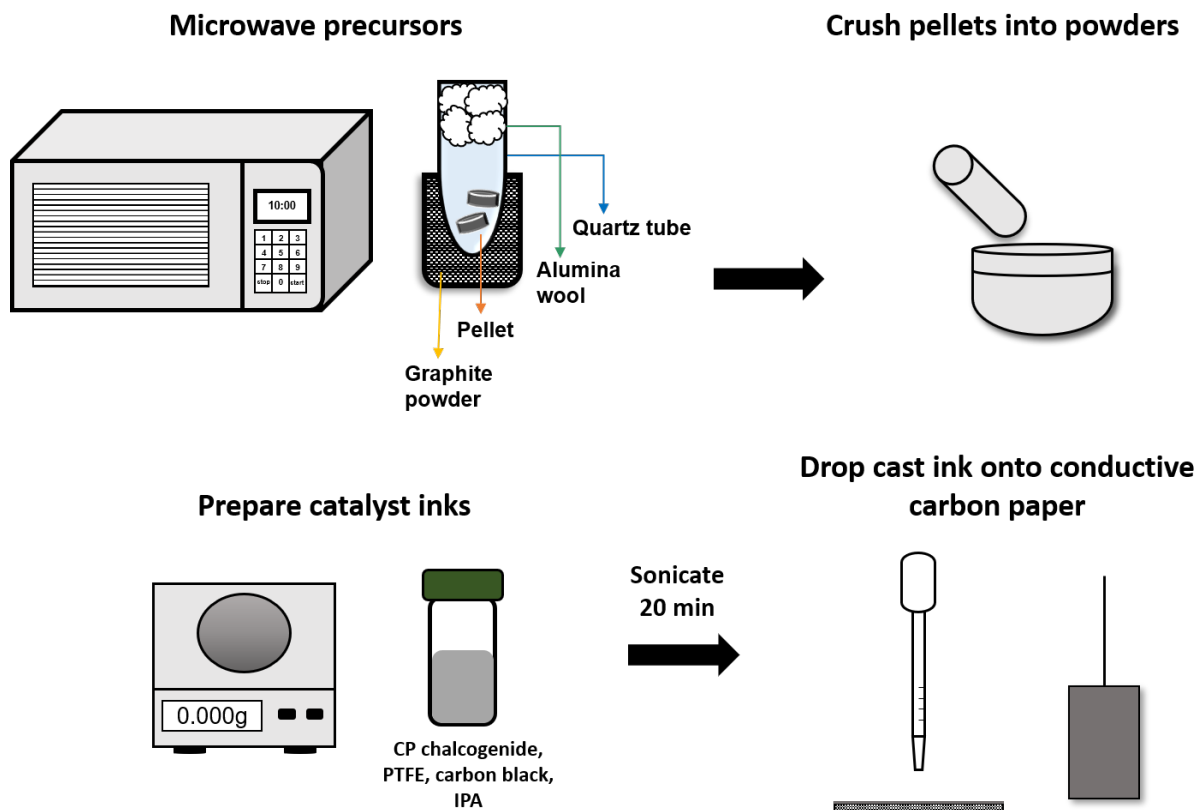 Microwave precursors
Crush pellets into powders
10:00
1 2 3
4 5 6
7 8 9
stop 0 start
Quartz tube
Alumina
wool
Pellet
Graphite
powder
Prepare catalyst inks
Drop cast ink onto conductive
carbon paper
Sonicate
20 min
0.000g
CP chalcogenide,
PTFE, carbon black,
IPA